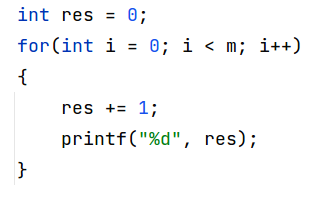 int res = 0;
for(int i = 0; i < m; i++)
{
    res += 1;
    printf("%d", res);
}